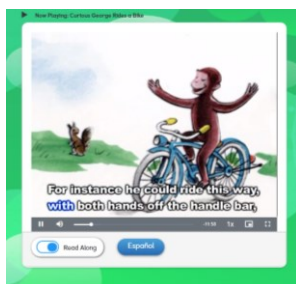 Now Playing: Curious George Rides a Bike
For instance he could ride this way,
with both hands off the handle bar,
1x
Read Along
Español